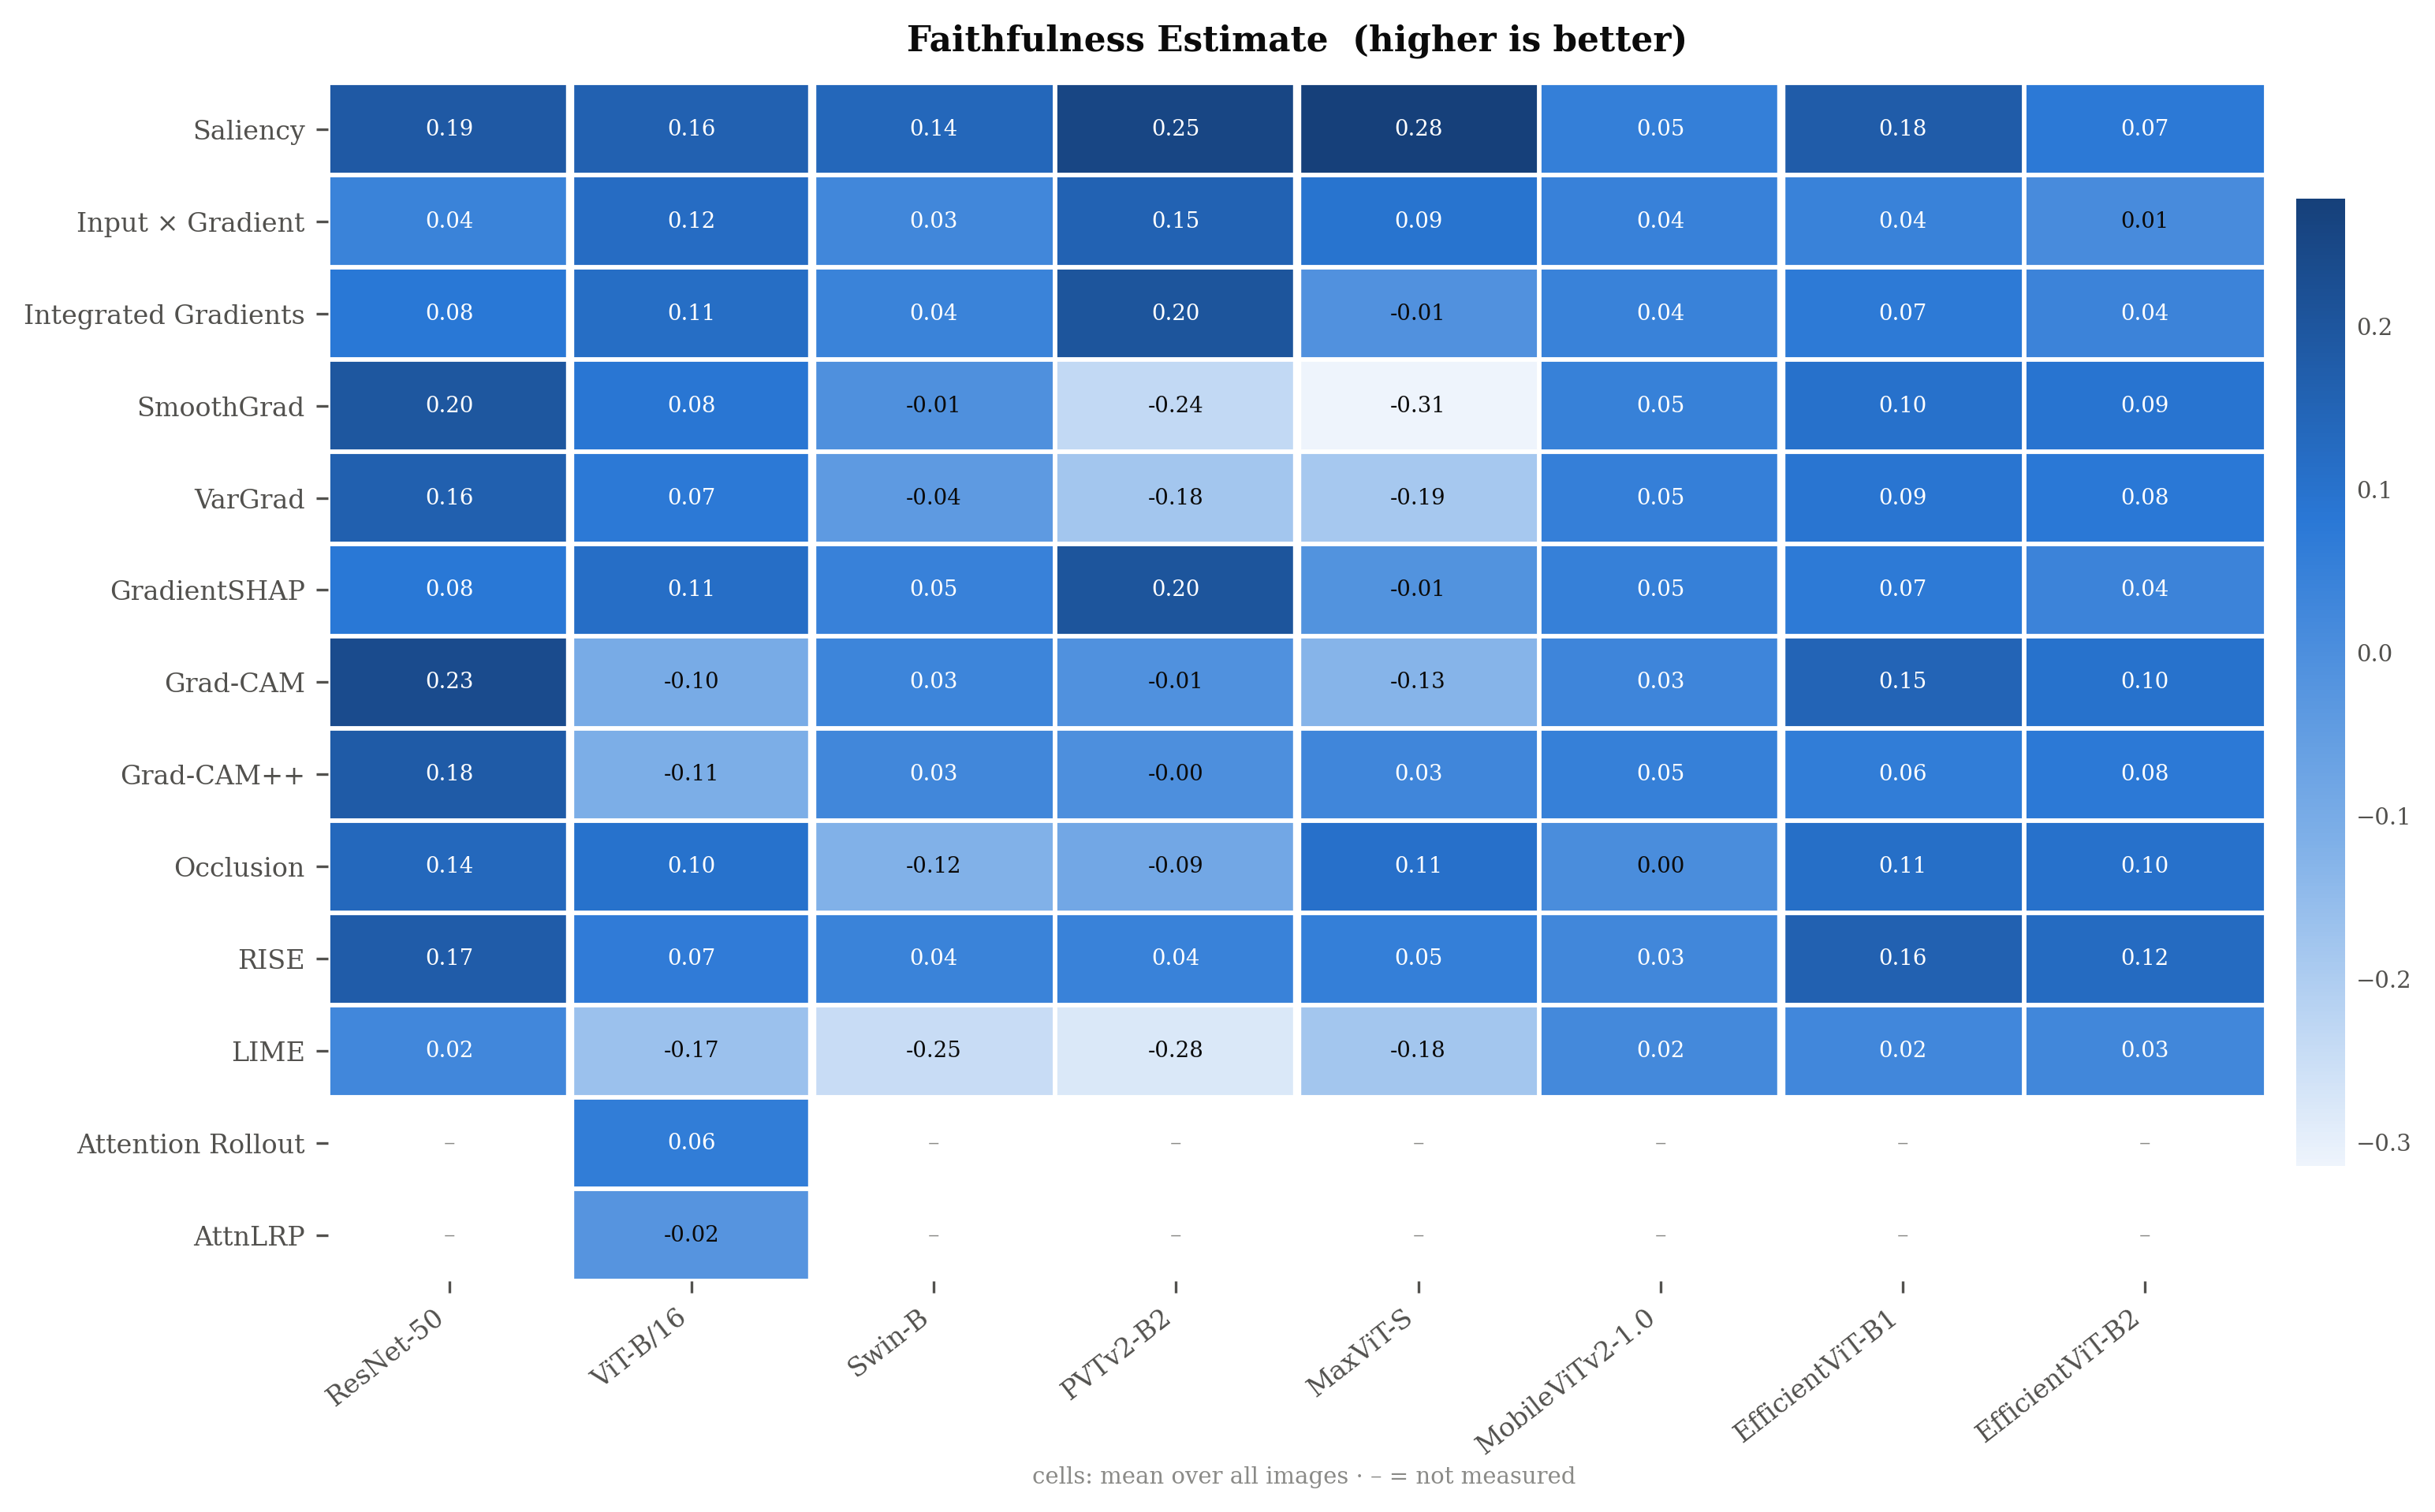 Faithfulness Estimate (higher is better)
Saliency 0.19 0.16 0.14 0.25 0.28 0.05 0.18 0.07
Input × Gradient 0.04 0.12 0.03 0.15 0.09 0.04 0.04 0.01
Integrated Gradients 0.08 0.11 0.04 0.20 -0.01 0.04 0.07 0.04
SmoothGrad 0.20 0.08 -0.01 -0.24 -0.31 0.05 0.10 0.09
VarGrad 0.16 0.07 -0.04 -0.18 -0.19 0.05 0.09 0.08
GradientSHAP 0.08 0.11 0.05 0.20 -0.01 0.05 0.07 0.04
Grad-CAM 0.23 -0.10 0.03 -0.01 -0.13 0.03 0.15 0.10
Grad-CAM++ 0.18 -0.11 0.03 -0.00 0.03 0.05 0.06 0.08
Occlusion 0.14 0.10 -0.12 -0.09 0.11 0.00 0.11 0.10
RISE 0.17 0.07 0.04 0.04 0.05 0.03 0.16 0.12
LIME 0.02 -0.17 -0.25 -0.28 -0.18 0.02 0.02 0.03
Attention Rollout – 0.06 – – – – – –
AttnLRP – -0.02 – – – – – –
ResNet-50 ViT-B/16 Swin-B PVTv2-B2 MaxViT-S MobileViTv2-1.0 EfficientViT-B1 EfficientViT-B2
0.2
0.1
0.0
−0.1
−0.2
−0.3
cells: mean over all images · – = not measured